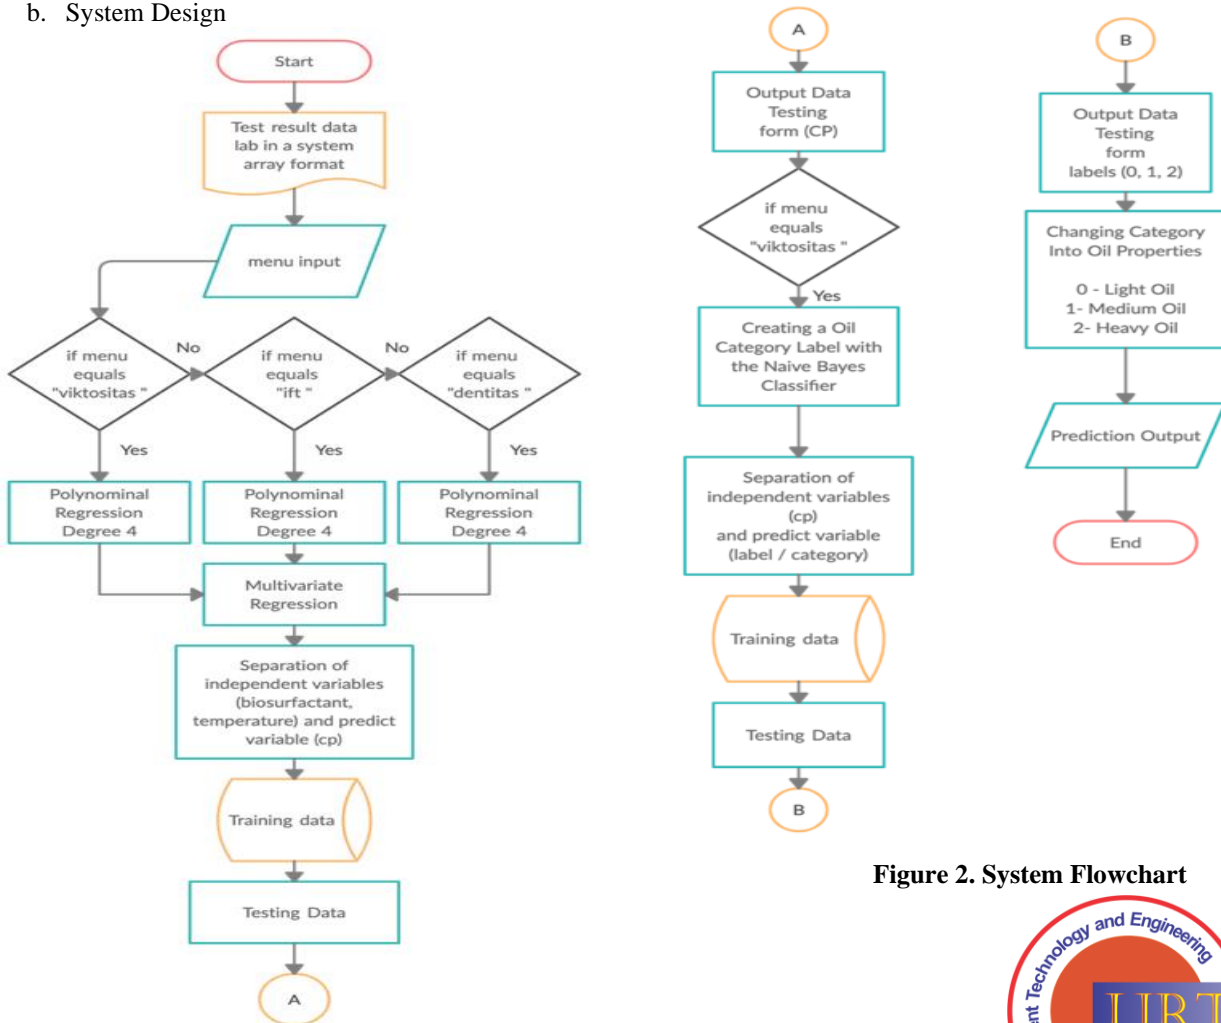 b. System Design
Start
Test result data
lab in a system
array format
menu input
if menu
equals
"viktositas "
No
if menu
equals
"ift "
No
if menu
equals
"dentitas "
Yes
Yes
Yes
Polynominal
Regression
Degree 4
Polynominal
Regression
Degree 4
Polynominal
Regression
Degree 4
Multivariate
Regression
Separation of
independent variables
(biosurfactant,
temperature) and predict
variable (cp)
Training data
Testing Data
A
A
Output Data
Testing
form (CP)
if menu
equals
"viktositas "
Yes
Creating a Oil
Category Label with
the Naive Bayes
Classifier
Separation of
independent variables
(cp)
and predict variable
(label / category)
Training data
Testing Data
B
B
Output Data
Testing
form
labels (0, 1, 2)
Changing Category
Into Oil Properties
0 - Light Oil
1- Medium Oil
2- Heavy Oil
Prediction Output
End
Figure 2. System Flowchart
Technology and Engineering